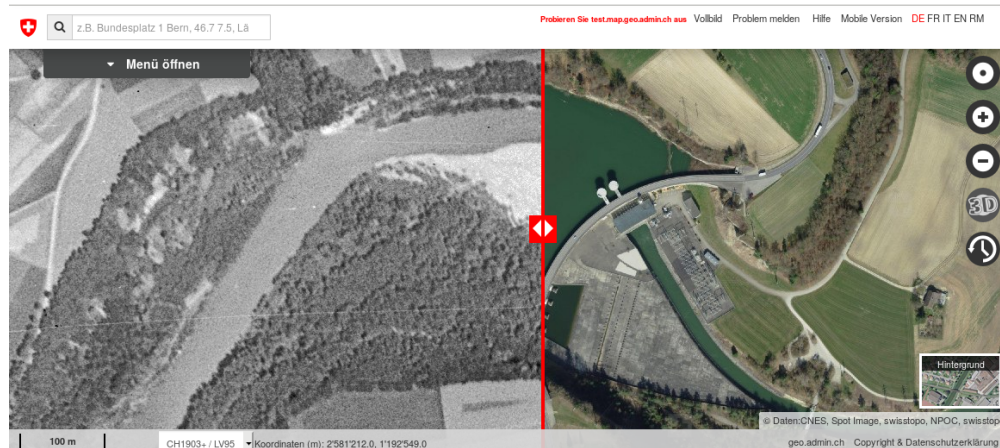 z.B. Bundesplatz 1 Bern, 46.7 7.5, Lä
Probieren Sie test.map.geo.admin.ch aus Vollbild Problem melden Hilfe Mobile Version DE FR IT EN RM
Menü öffnen
3D
Hintergrund
© Daten:CNES, Spot Image, swisstopo, NPOC, swisstop
100 m
CH1903+ / LV95 Koordinaten (m): 2'581'212.0, 1'192'549.0
geo.admin.ch Copyright & Datenschutzerklärung